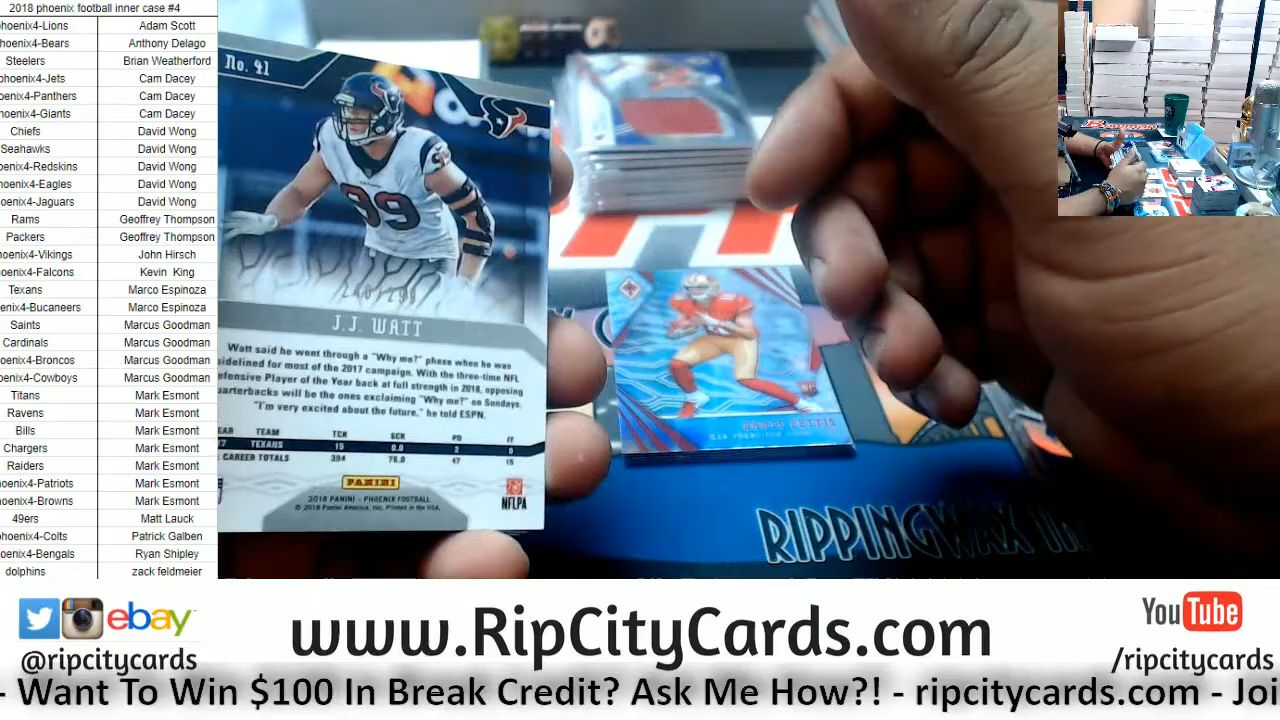 2018 phoenix football inner case #4
hoenix4-Lions Adam Scott
hoenix4-Bears Anthony Delago
Steelers Brian Weatherford
phoenix4-Jets Cam Dacey
oenix4-Panthers Cam Dacey
oenix4-Giants Cam Dacey
Chiefs David Wong
Seahawks David Wong
oenix4-Redskins David Wong
oenix4-Eagles David Wong
oenix4-Jaguars David Wong
Rams Geoffrey Thompson
Packers Geoffrey Thompson
hoenix4-Vikings John Hirsch
oenix4-Falcons Kevin King
Texans Marco Espinoza
enix4-Bucaneers Marco Espinoza
Saints Marcus Goodman
Cardinals Marcus Goodman
oenix4-Broncos Marcus Goodman
enix4-Cowboys Marcus Goodman
Titans Mark Esmont
Ravens Mark Esmont
Bills Mark Esmont
Chargers Mark Esmont
Raiders Mark Esmont
oenix4-Patriots Mark Esmont
oenix4-Browns Mark Esmont
49ers Matt Lauck
phoenix4-Colts Patrick Galben
oenix4-Bengals Ryan Shipley
dolphins zack feldmeier
No. 41
99
J.J. WATT
Watt said he went through a "Why me?" phase when he was
sidelined for most of the 2017 campaign. With the three-time NFL
efensive Player of the Year back at full strength in 2018, opposing
uarterbacks will be the ones exclaiming "Why me?" on Sundays.
"I'm very excited about the future," he told ESPN.
EAR TEAM TCK SCK PD FF
17 TEXANS 15 0.0 2 0
CAREER TOTALS 394 76.0 47 15
PANINI
2018 PANINI - PHOENIX FOOTBALL
© 2018 Panini America, Inc. Printed in the USA.
NFLPA
RIPPINGWAX
Bowman
ebay
@ripcitycards
www.RipCityCards.com
YouTube
/ripcitycards
- Want To Win $100 In Break Credit? Ask Me How?! - ripcitycards.com - Joi